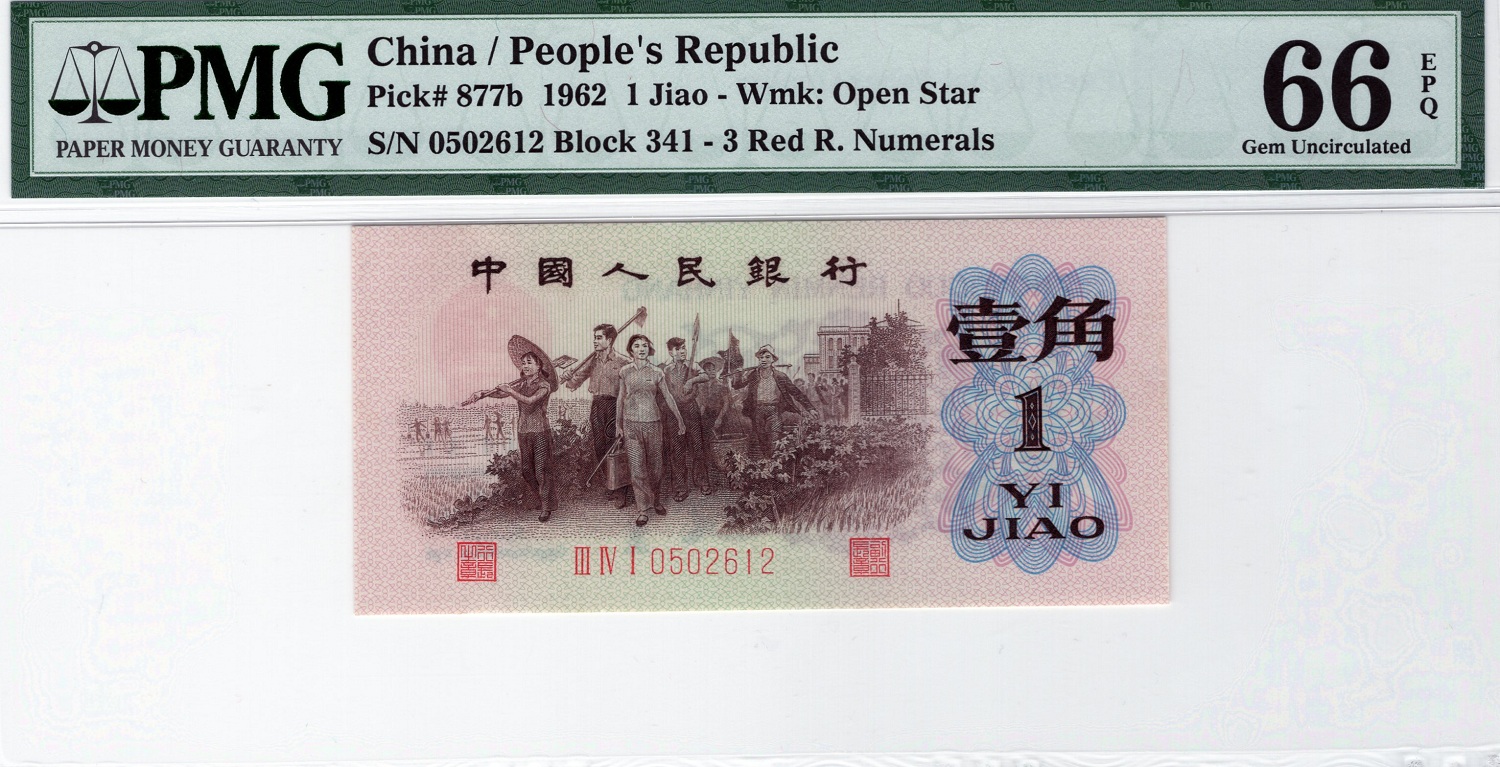 PMG
PAPER MONEY GUARANTY
China / People's Republic
Pick# 877b 1962 1 Jiao - Wmk: Open Star
S/N 0502612 Block 341 - 3 Red R. Numerals
66 EPQ
Gem Uncirculated
中國人民銀行
壹角
1
YI
JIAO
III IV I 0502612